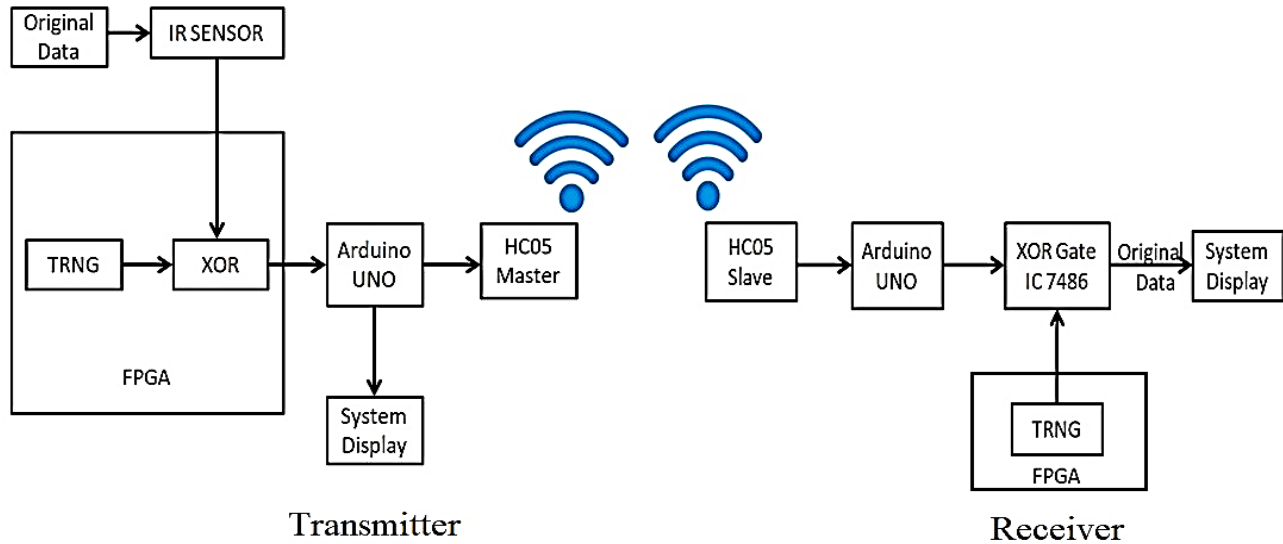 Original
Data
IR SENSOR
TRNG
XOR
FPGA
Arduino
UNO
HC05
Master
System
Display
Transmitter
HC05
Slave
Arduino
UNO
XOR Gate
IC 7486
Original
Data
System
Display
TRNG
FPGA
Receiver